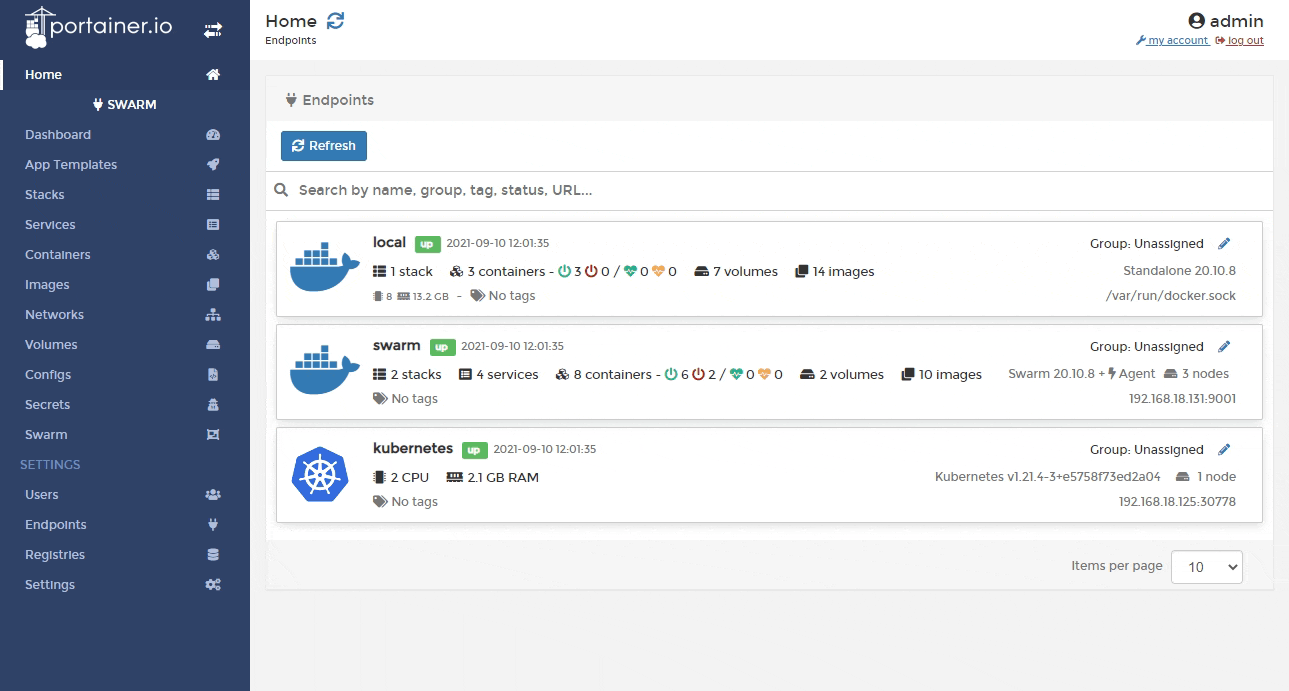 portainer.io
Home
SWARM
Dashboard
App Templates
Stacks
Services
Containers
Images
Networks
Volumes
Configs
Secrets
Swarm
SETTINGS
Users
Endpoints
Registries
Settings
Home
Endpoints
admin
my account log out
Endpoints
Refresh
Search by name, group, tag, status, URL...
local up 2021-09-10 12:01:35 Group: Unassigned
1 stack 3 containers - 3 0 / 0 0 7 volumes 14 images Standalone 20.10.8
8 13.2 GB - No tags /var/run/docker.sock
swarm up 2021-09-10 12:01:35 Group: Unassigned
2 stacks 4 services 8 containers - 6 2 / 0 0 2 volumes 10 images Swarm 20.10.8 + Agent 3 nodes
No tags 192.168.18.131:9001
kubernetes up 2021-09-10 12:01:35 Group: Unassigned
2 CPU 2.1 GB RAM Kubernetes v1.21.4-3+e5758f73ed2a04 1 node
No tags 192.168.18.125:30778
Items per page 10